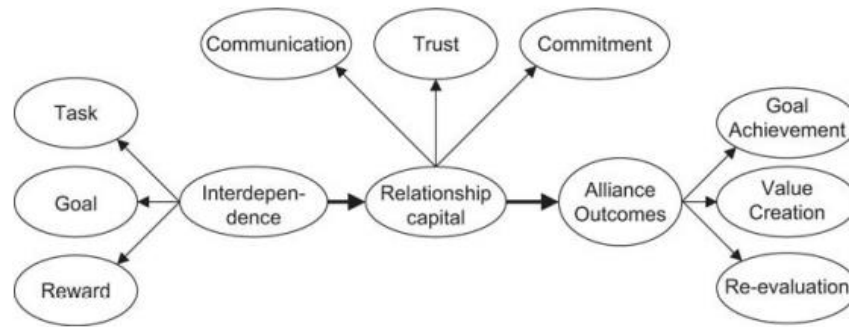 Communication
Trust
Commitment
Task
Goal
Achievement
Goal
Interdepen-
dence
Relationship
capital
Alliance
Outcomes
Value
Creation
Reward
Re-evaluation